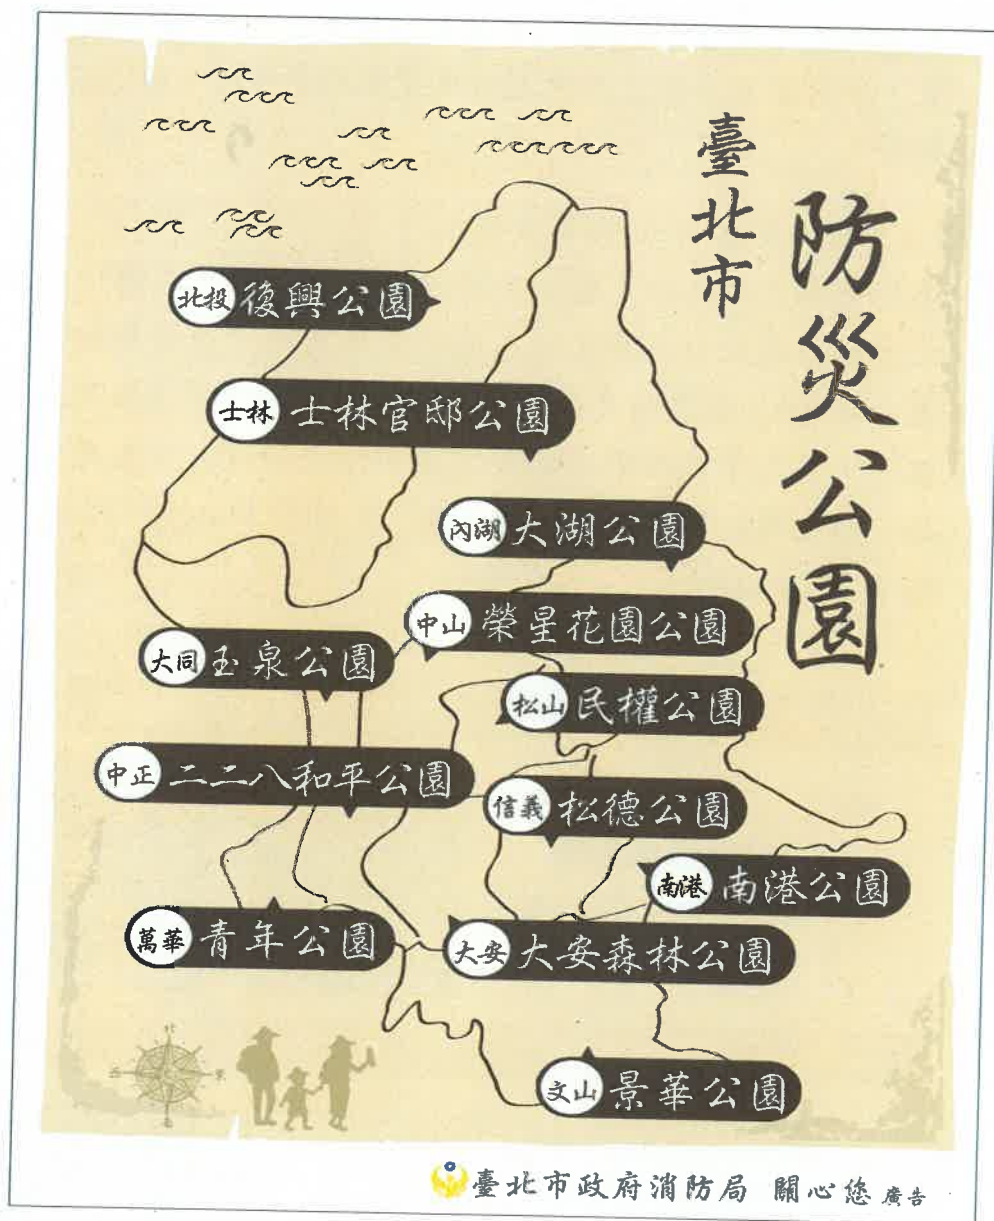 臺北市
防災公園
北投 復興公園
士林 士林官邸公園
內湖 大湖公園
中山 榮星花園公園
大同 玉泉公園
松山 民權公園
中正 二二八和平公園
信義 松德公園
南港 南港公園
萬華 青年公園
大安 大安森林公園
文山 景華公園
北
西
東
臺北市政府消防局 關心您 廣告